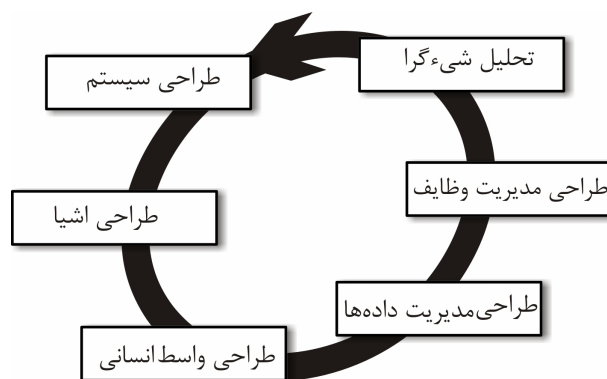 تحلیل شیءگرا
طراحی سیستم
طراحی مدیریت وظایف
طراحی اشیا
طراحی مدیریت داده‌ها
طراحی واسط انسانی